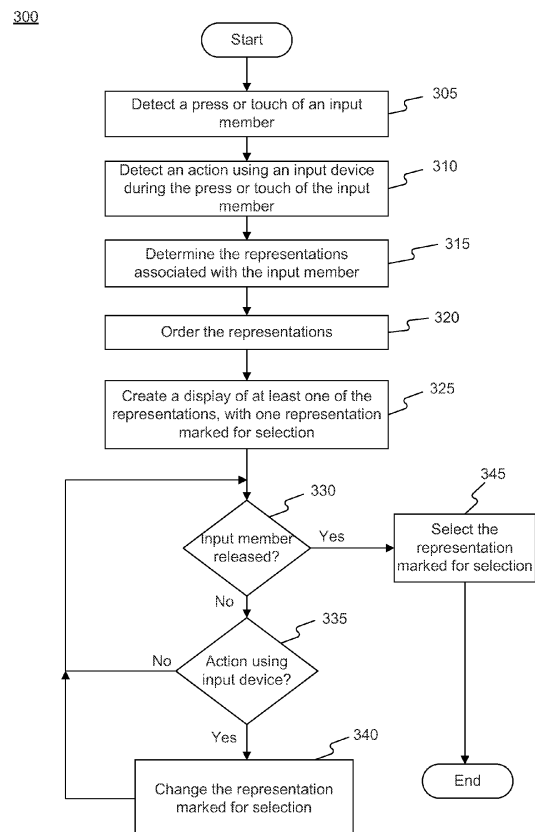 300
Start
305
Detect a press or touch of an input
member
310
Detect an action using an input device
during the press or touch of the input
member
315
Determine the representations
associated with the input member
320
Order the representations
325
Create a display of at least one of the
representations, with one representation
marked for selection
330
Input member
released?
Yes
345
Select the
representation
marked for selection
No
335
Action using
input device?
No
Yes
340
Change the representation
marked for selection
End